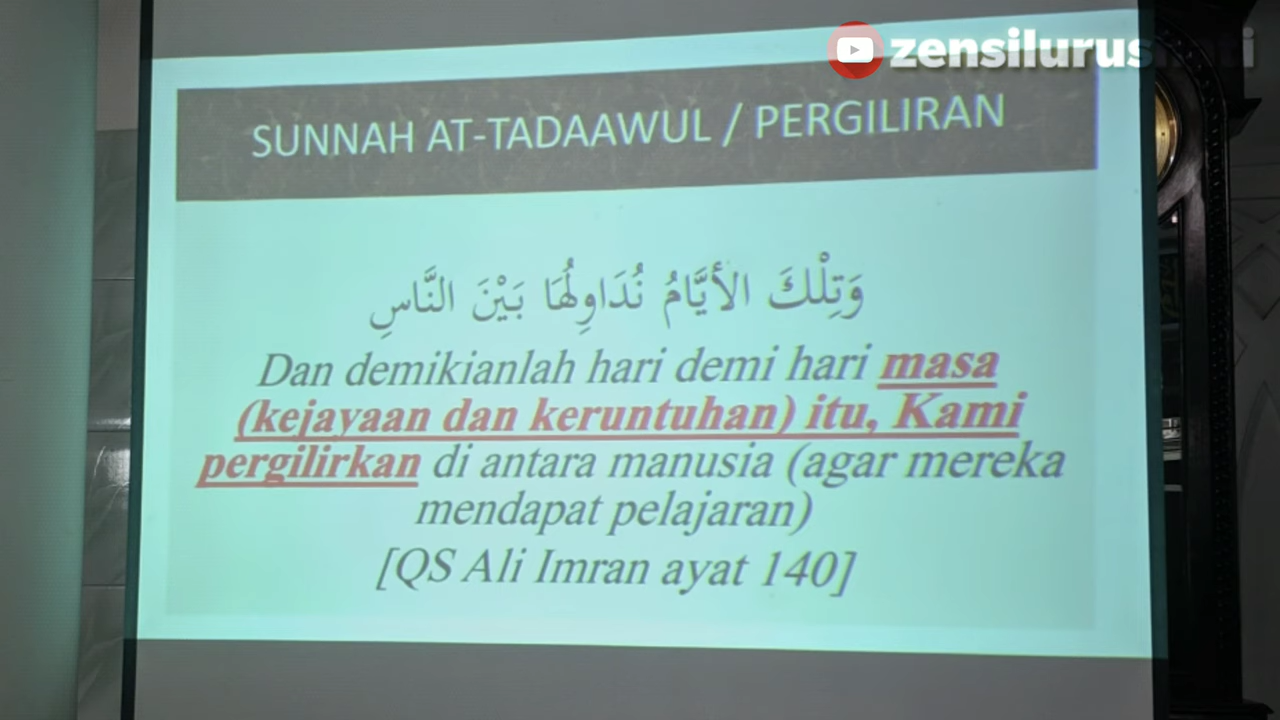 zensilurus
SUNNAH AT-TADAAWUL / PERGILIRAN
وَتِلْكَ الأَيَّامُ نُدَاوِلُهَا بَيْنَ النَّاسِ
Dan demikianlah hari demi hari masa
(kejayaan dan keruntuhan) itu, Kami
pergilirkan di antara manusia (agar mereka
mendapat pelajaran)
[QS Ali Imran ayat 140]